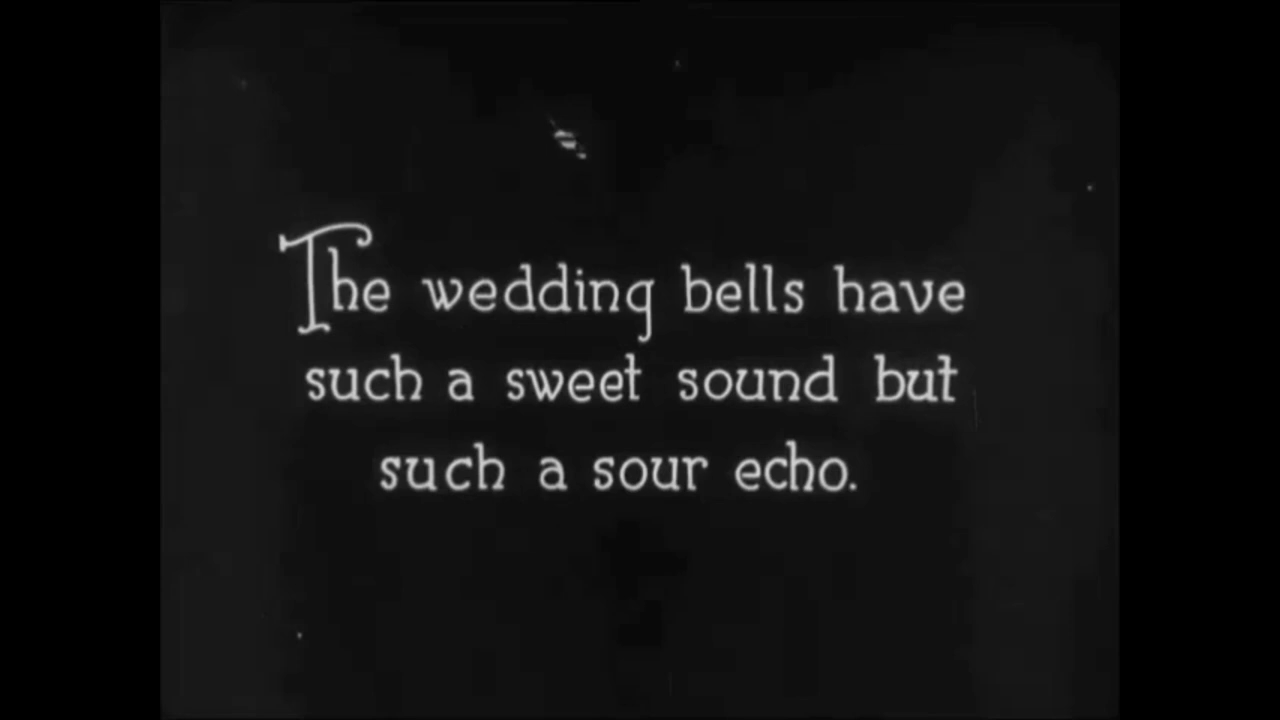 The wedding bells have
such a sweet sound but
such a sour echo.